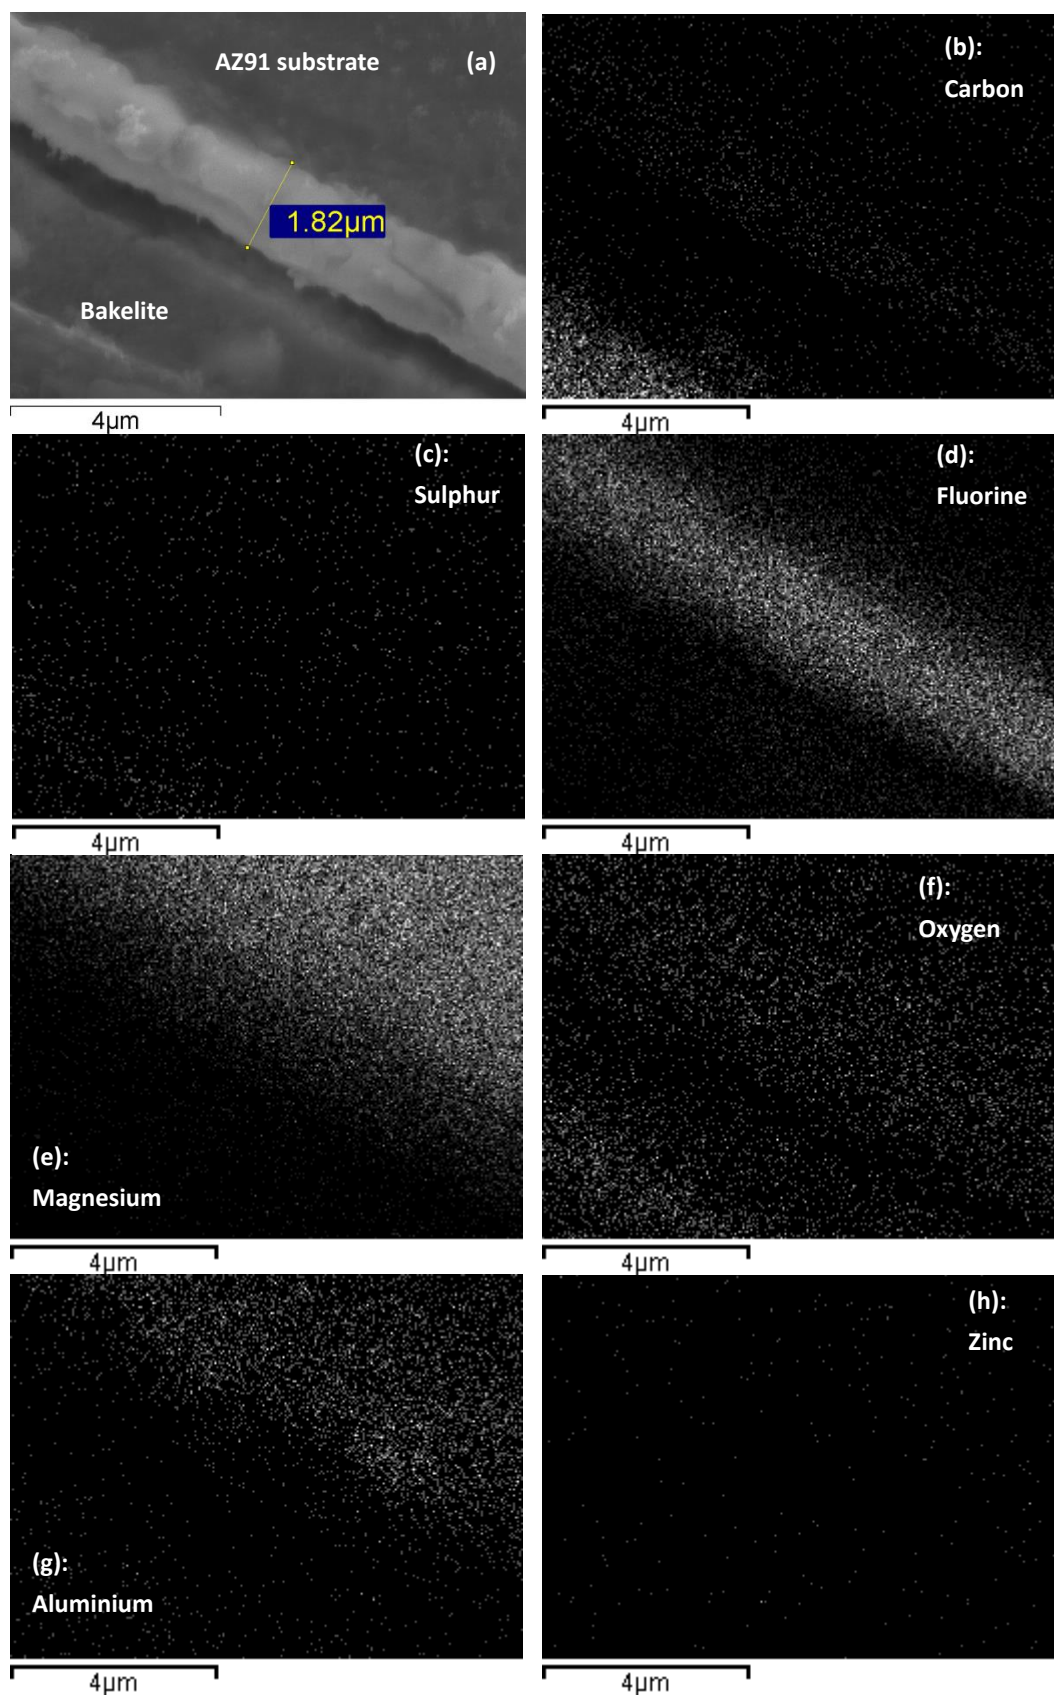 AZ91 substrate
(a)
1.82µm
Bakelite
4µm
(b):
Carbon
4µm
(c):
Sulphur
4µm
(d):
Fluorine
4µm
(e):
Magnesium
4µm
(f):
Oxygen
4µm
(g):
Aluminium
4µm
(h):
Zinc
4µm